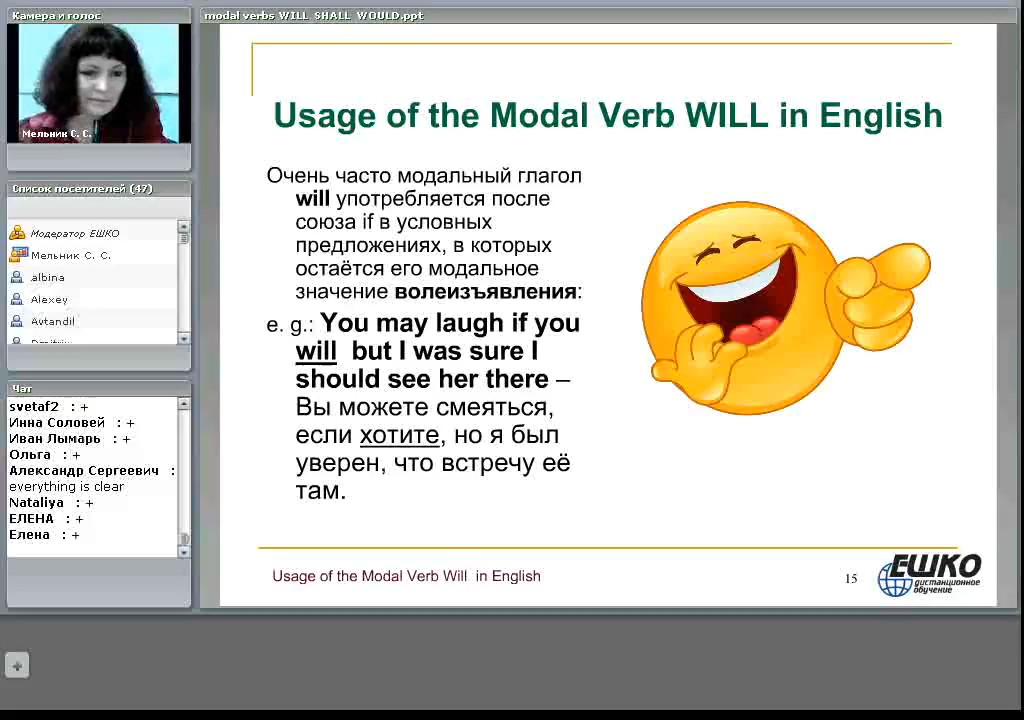 Камера и голос
Мельник С. С.
Список посетителей (47)
Модератор ЕШКО
Мельник С. С.
.albina
Alexey
Avtandil
Чат
svetaf2 : +
Инна Соловей : +
Иван Лымарь : +
Ольга : +
Александр Сергеевич :
everything is clear
Nataliya : +
ЕЛЕНА : +
Елена : +
modal verbs WILL SHALL WOULD.ppt
Usage of the Modal Verb WILL in English
Очень часто модальный глагол
will употребляется после
союза if в условных
предложениях, в которых
остаётся его модальное
значение волеизъявления:
e. g.: You may laugh if you
will but I was sure I
should see her there –
Вы можете смеяться,
если хотите, но я был
уверен, что встречу её
там.
Usage of the Modal Verb Will in English
15
ЕШКО
дистанционное
обучение